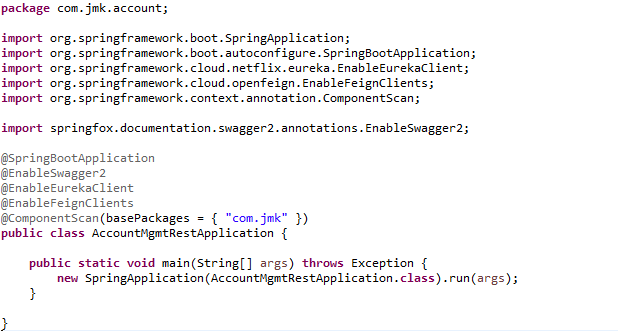 package com.jmk.account;
import org.springframework.boot.SpringApplication;
import org.springframework.boot.autoconfigure.SpringBootApplication;
import org.springframework.cloud.netflix.eureka.EnableEurekaClient;
import org.springframework.cloud.openfeign.EnableFeignClients;
import org.springframework.context.annotation.ComponentScan;
import springfox.documentation.swagger2.annotations.EnableSwagger2;
@SpringBootApplication
@EnableSwagger2
@EnableEurekaClient
@EnableFeignClients
@ComponentScan(basePackages = { "com.jmk" })
public class AccountMgmtRestApplication {
public static void main(String[] args) throws Exception {
new SpringApplication(AccountMgmtRestApplication.class).run(args);
}
}